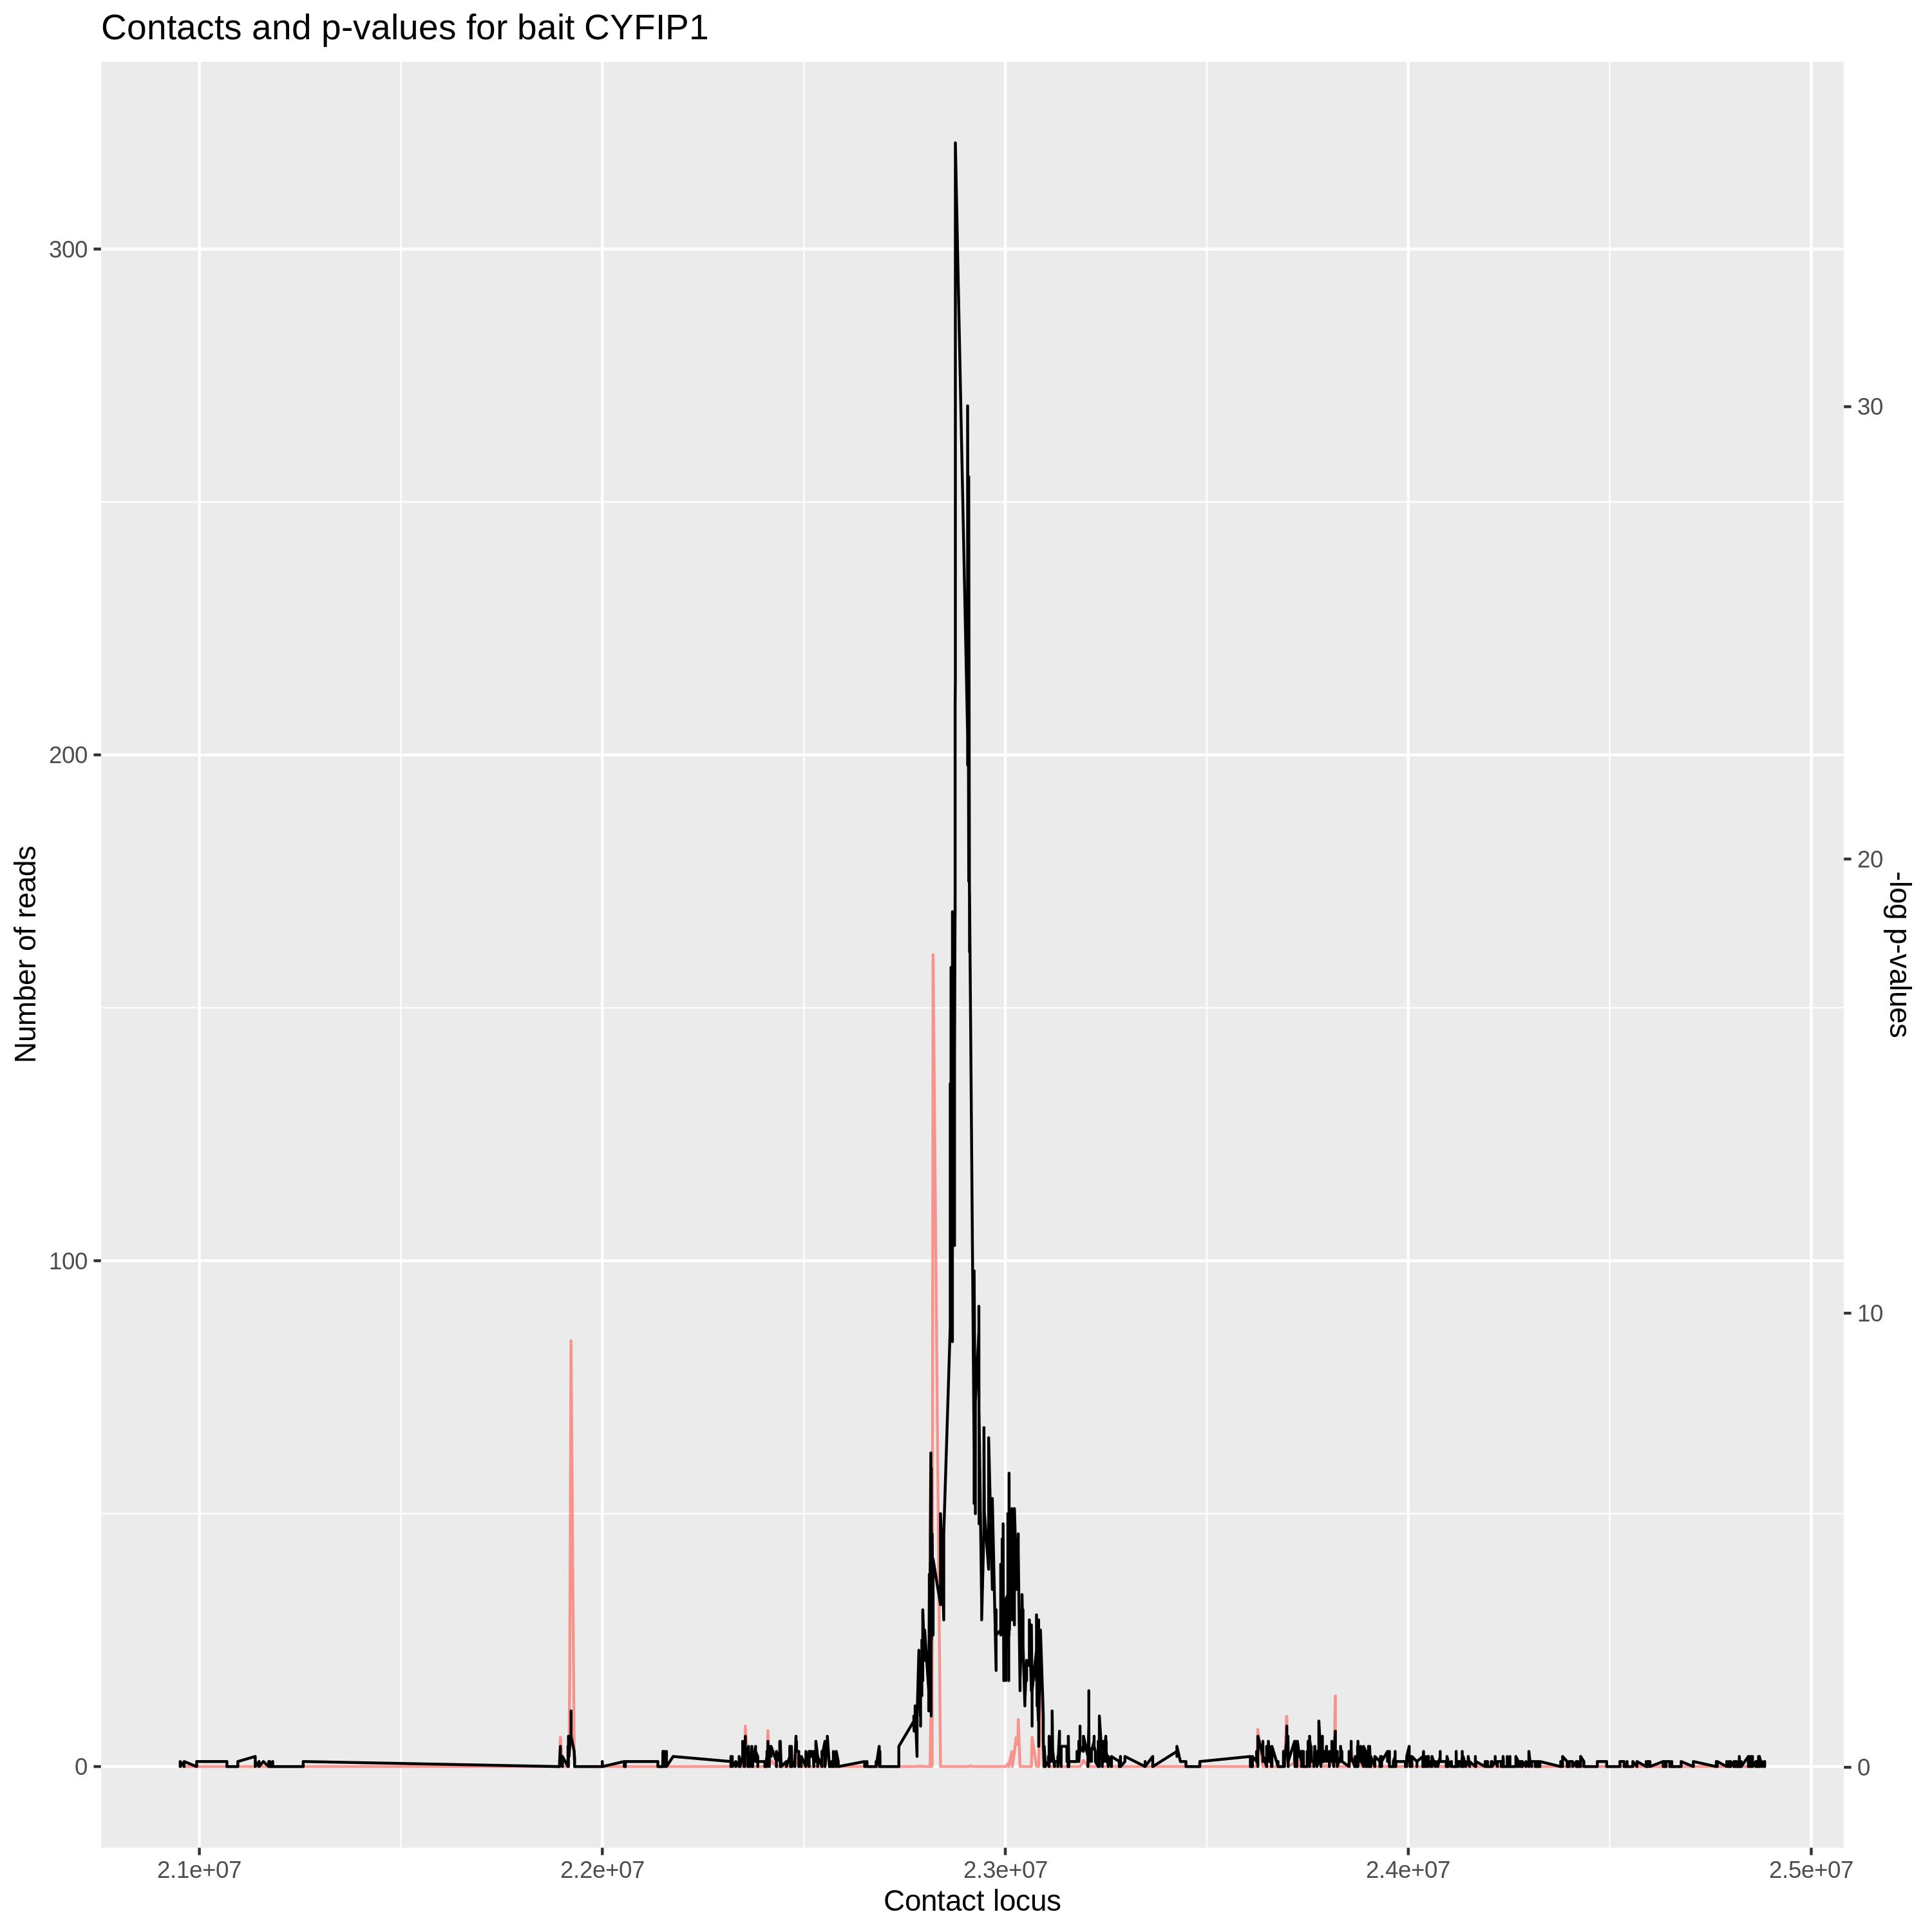 Contacts and p-values for bait CYFIP1
300
200
100
0
Number of reads
30
20
10
0
-log p-values
2.1e+07 2.2e+07 2.3e+07 2.4e+07 2.5e+07
Contact locus